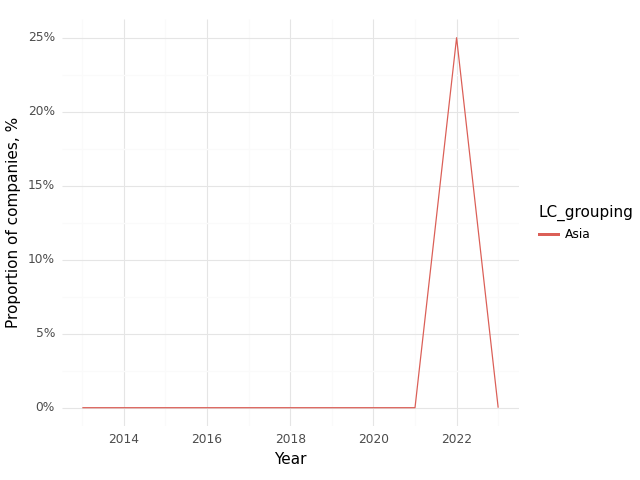 25%
20%
15%
10%
5%
0%
Proportion of companies, %
2014
2016
2018
2020
2022
Year
LC_grouping
Asia